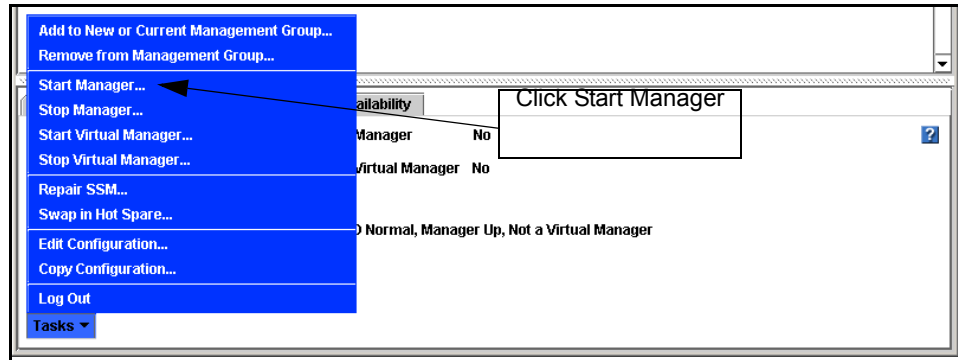 Add to New or Current Management Group...
Remove from Management Group...
Start Manager...
Stop Manager...
Start Virtual Manager...
Stop Virtual Manager...
Repair SSM...
Swap in Hot Spare...
Edit Configuration...
Copy Configuration...
Log Out
Tasks
ailability
Click Start Manager
Manager No
?
Virtual Manager No
Normal, Manager Up, Not a Virtual Manager